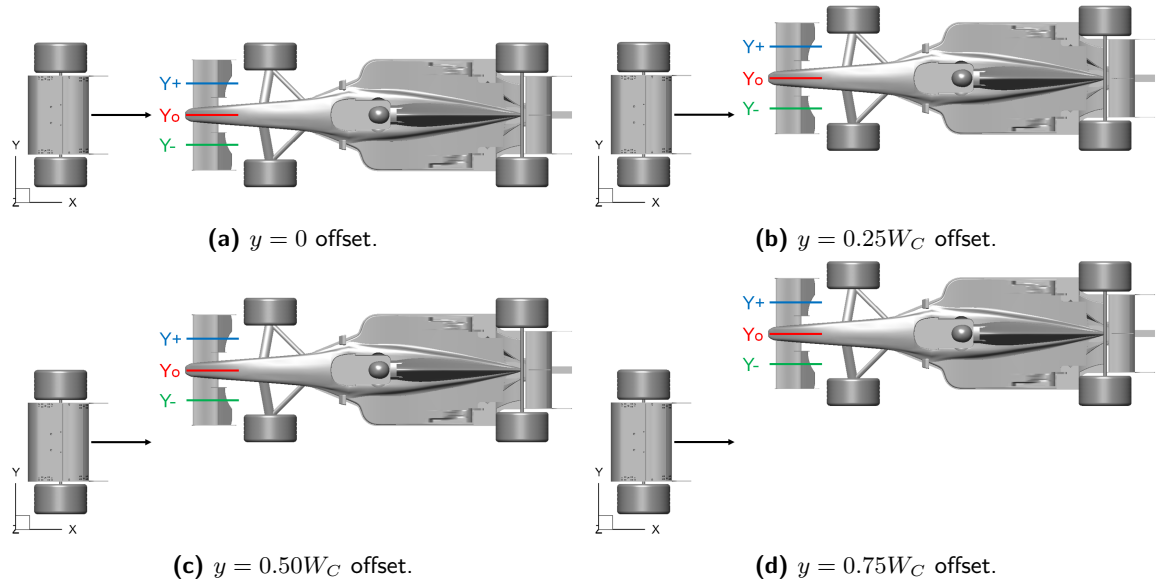 Y+
Yo
Y-
Y
Z X
(a) y = 0 offset.
Y+
Yo
Y-
Y
Z X
(b) y = 0.25W_C offset.
Y+
Yo
Y-
Y
Z X
(c) y = 0.50W_C offset.
Y+
Yo
Y-
Y
Z X
(d) y = 0.75W_C offset.